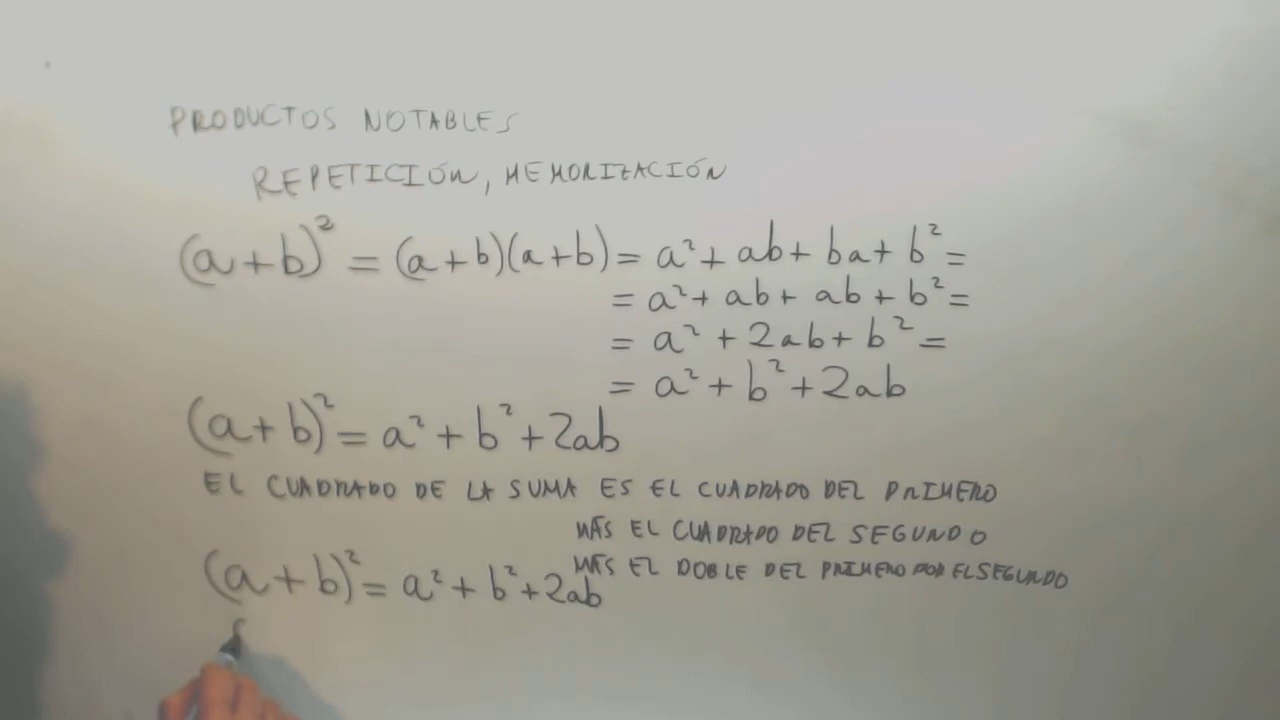 PRODUCTOS NOTABLES
REPETICIÓN, MEMORIZACIÓN
(a+b)² = (a+b)(a+b) = a² + ab + ba + b² =
= a² + ab + ab + b² =
= a² + 2ab + b² =
= a² + b² + 2ab
(a+b)² = a² + b² + 2ab
EL CUADRADO DE LA SUMA ES EL CUADRADO DEL PRIMERO
MÁS EL CUADRADO DEL SEGUNDO
MÁS EL DOBLE DEL PRIMERO POR EL SEGUNDO
(a+b)² = a² + b² + 2ab